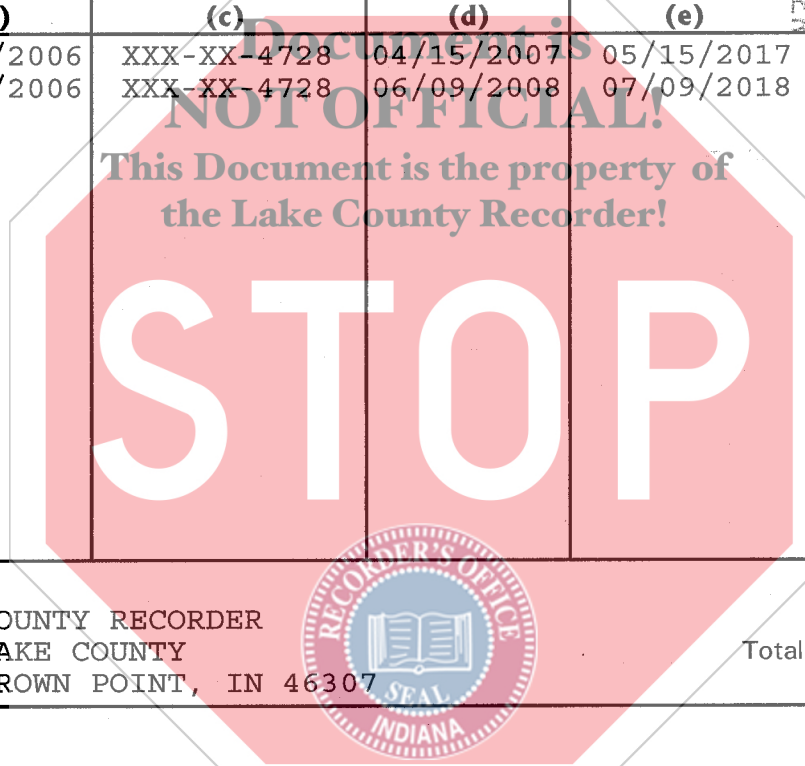 ) (c) (d) (e)
Document is
/2006 XXX-XX-4728 04/15/2007 05/15/2017
/2006 XXX-XX-4728 06/09/2008 07/09/2018
NOT OFFICIAL!
This Document is the property of
the Lake County Recorder!
STOP
OUNTY RECORDER
AKE COUNTY
Total
ROWN POINT, IN 46307
RECORDER'S OFFICE
SEAL
INDIANA